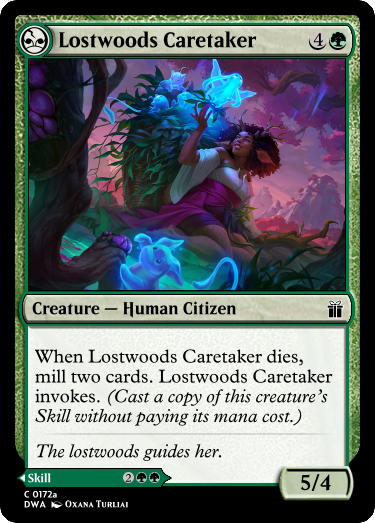 Lostwoods Caretaker 4
Creature — Human Citizen
When Lostwoods Caretaker dies,
mill two cards. Lostwoods Caretaker
invokes. (Cast a copy of this creature's
Skill without paying its mana cost.)
The lostwoods guides her.
Skill 2
5/4
C 0172a
DWA Oxana Turliai